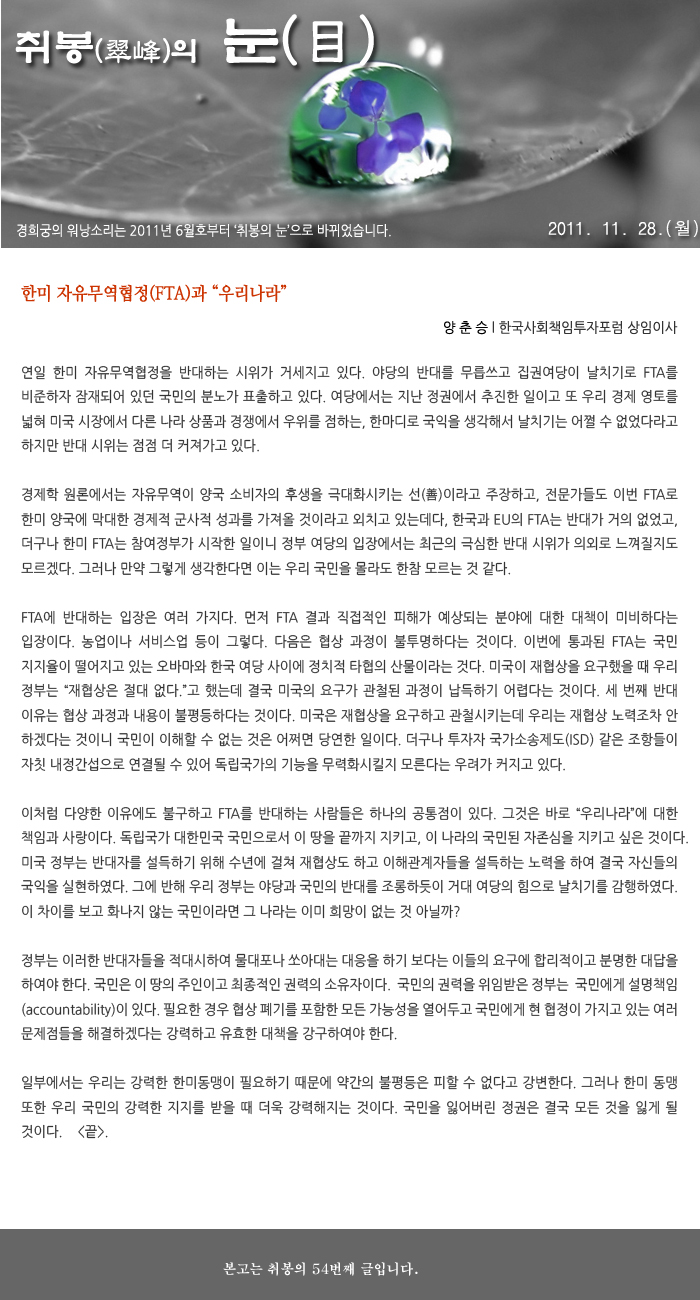 취봉(翠峰)의 눈(目)
경희궁의 워낭소리는 2011년 6월호부터 '취봉의 눈'으로 바뀌었습니다.
2011. 11. 28.(월)
한미 자유무역협정(FTA)과 “우리나라”
양 춘 승 l 한국사회책임투자포럼 상임이사
연일 한미 자유무역협정을 반대하는 시위가 거세지고 있다. 야당의 반대를 무릅쓰고 집권여당이 날치기로 FTA를
비준하자 잠재되어 있던 국민의 분노가 표출하고 있다. 여당에서는 지난 정권에서 추진한 일이고 또 우리 경제 영토를
넓혀 미국 시장에서 다른 나라 상품과 경쟁에서 우위를 점하는, 한마디로 국익을 생각해서 날치기는 어쩔 수 없었다라고
하지만 반대 시위는 점점 더 커져가고 있다.
경제학 원론에서는 자유무역이 양국 소비자의 후생을 극대화시키는 선(善)이라고 주장하고, 전문가들도 이번 FTA로
한미 양국에 막대한 경제적 군사적 성과를 가져올 것이라고 외치고 있는데다, 한국과 EU의 FTA는 반대가 거의 없었고,
더구나 한미 FTA는 참여정부가 시작한 일이니 정부 여당의 입장에서는 최근의 극심한 반대 시위가 의외로 느껴질지도
모르겠다. 그러나 만약 그렇게 생각한다면 이는 우리 국민을 몰라도 한참 모르는 것 같다.
FTA에 반대하는 입장은 여러 가지다. 먼저 FTA 결과 직접적인 피해가 예상되는 분야에 대한 대책이 미비하다는
입장이다. 농업이나 서비스업 등이 그렇다. 다음은 협상 과정이 불투명하다는 것이다. 이번에 통과된 FTA는 국민
지지율이 떨어지고 있는 오바마와 한국 여당 사이에 정치적 타협의 산물이라는 것다. 미국이 재협상을 요구했을 때 우리
정부는 “재협상은 절대 없다.”고 했는데 결국 미국의 요구가 관철된 과정이 납득하기 어렵다는 것이다. 세 번째 반대
이유는 협상 과정과 내용이 불평등하다는 것이다. 미국은 재협상을 요구하고 관철시키는데 우리는 재협상 노력조차 안
하겠다는 것이니 국민이 이해할 수 없는 것은 어쩌면 당연한 일이다. 더구나 투자자 국가소송제도(ISD) 같은 조항들이
자칫 내정간섭으로 연결될 수 있어 독립국가의 기능을 무력화시킬지 모른다는 우려가 커지고 있다.
이처럼 다양한 이유에도 불구하고 FTA를 반대하는 사람들은 하나의 공통점이 있다. 그것은 바로 “우리나라”에 대한
책임과 사랑이다. 독립국가 대한민국 국민으로서 이 땅을 끝까지 지키고, 이 나라의 국민된 자존심을 지키고 싶은 것이다.
미국 정부는 반대자를 설득하기 위해 수년에 걸쳐 재협상도 하고 이해관계자들을 설득하는 노력을 하여 결국 자신들의
국익을 실현하였다. 그에 반해 우리 정부는 야당과 국민의 반대를 조롱하듯이 거대 여당의 힘으로 날치기를 감행하였다.
이 차이를 보고 화나지 않는 국민이라면 그 나라는 이미 희망이 없는 것 아닐까?
정부는 이러한 반대자들을 적대시하여 물대포나 쏘아대는 대응을 하기 보다는 이들의 요구에 합리적이고 분명한 대답을
하여야 한다. 국민은 이 땅의 주인이고 최종적인 권력의 소유자이다. 국민의 권력을 위임받은 정부는 국민에게 설명책임
(accountability)이 있다. 필요한 경우 협상 폐기를 포함한 모든 가능성을 열어두고 국민에게 현 협정이 가지고 있는 여러
문제점들을 해결하겠다는 강력하고 유효한 대책을 강구하여야 한다.
일부에서는 우리는 강력한 한미동맹이 필요하기 때문에 약간의 불평등은 피할 수 없다고 강변한다. 그러나 한미 동맹
또한 우리 국민의 강력한 지지를 받을 때 더욱 강력해지는 것이다. 국민을 잃어버린 정권은 결국 모든 것을 잃게 될
것이다. <끝>.
본고는 취봉의 54번째 글입니다.